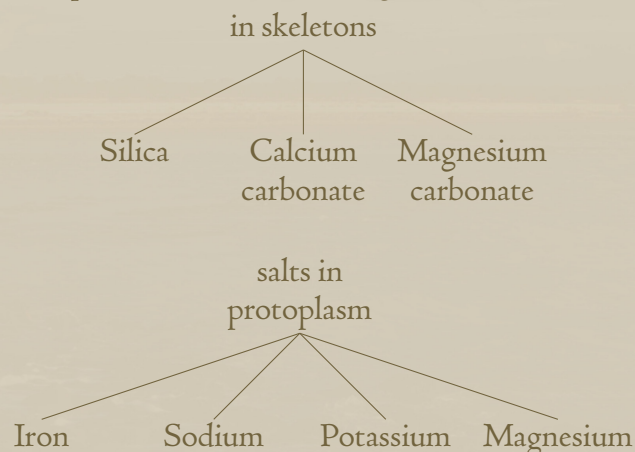 in skeletons
Silica Calcium Magnesium
carbonate carbonate
salts in
protoplasm
Iron Sodium Potassium Magnesium